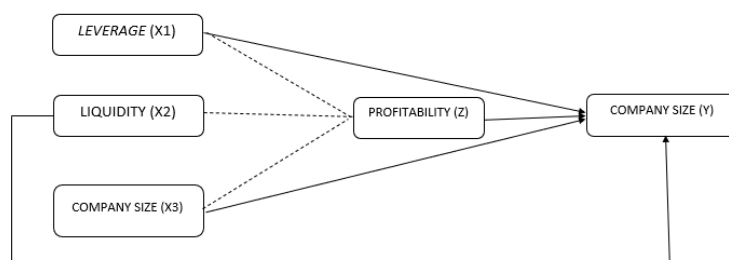 LEVERAGE (X1)
LIQUIDITY (X2)
PROFITABILITY (Z)
COMPANY SIZE (Y)
COMPANY SIZE (X3)